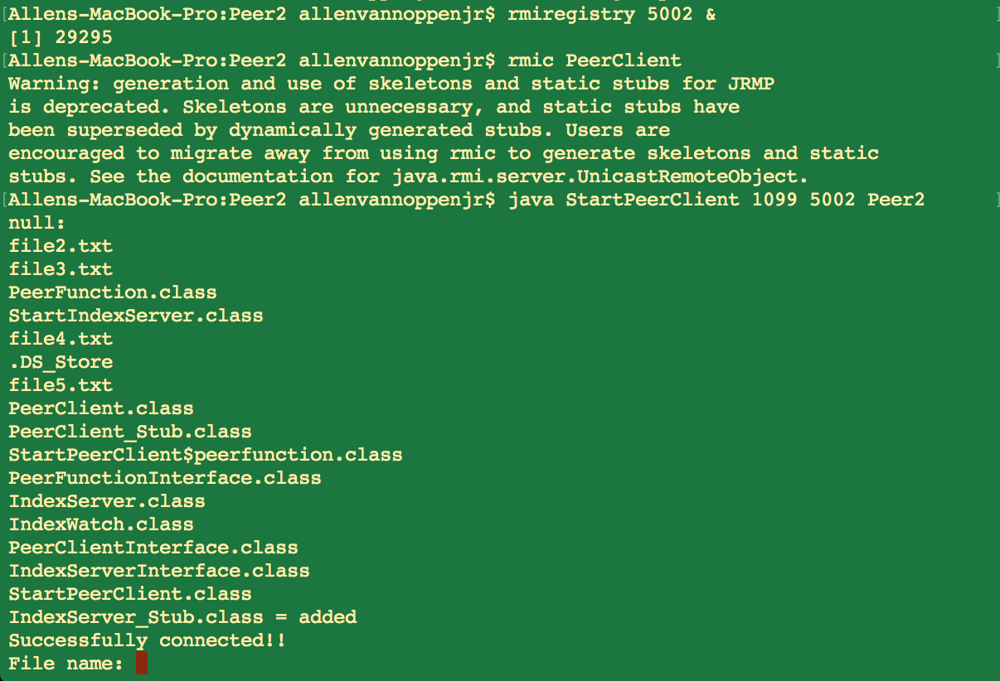 Allens-MacBook-Pro:Peer2 allenvannoppenjr$ rmiregistry 5002 &
[1] 29295
Allens-MacBook-Pro:Peer2 allenvannoppenjr$ rmic PeerClient
Warning: generation and use of skeletons and static stubs for JRMP
is deprecated. Skeletons are unnecessary, and static stubs have
been superseded by dynamically generated stubs. Users are
encouraged to migrate away from using rmic to generate skeletons and static
stubs. See the documentation for java.rmi.server.UnicastRemoteObject.
Allens-MacBook-Pro:Peer2 allenvannoppenjr$ java StartPeerClient 1099 5002 Peer2
null:
file2.txt
file3.txt
PeerFunction.class
StartIndexServer.class
file4.txt
.DS_Store
file5.txt
PeerClient.class
PeerClient_Stub.class
StartPeerClient$peerfunction.class
PeerFunctionInterface.class
IndexServer.class
IndexWatch.class
PeerClientInterface.class
IndexServerInterface.class
StartPeerClient.class
IndexServer_Stub.class = added
Successfully connected!!
File name: